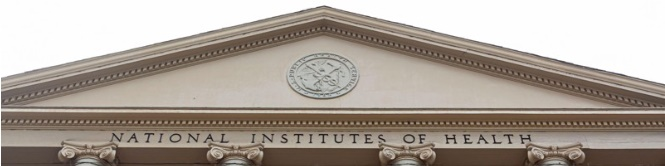 NATIONAL INSTITUTES OF HEALTH